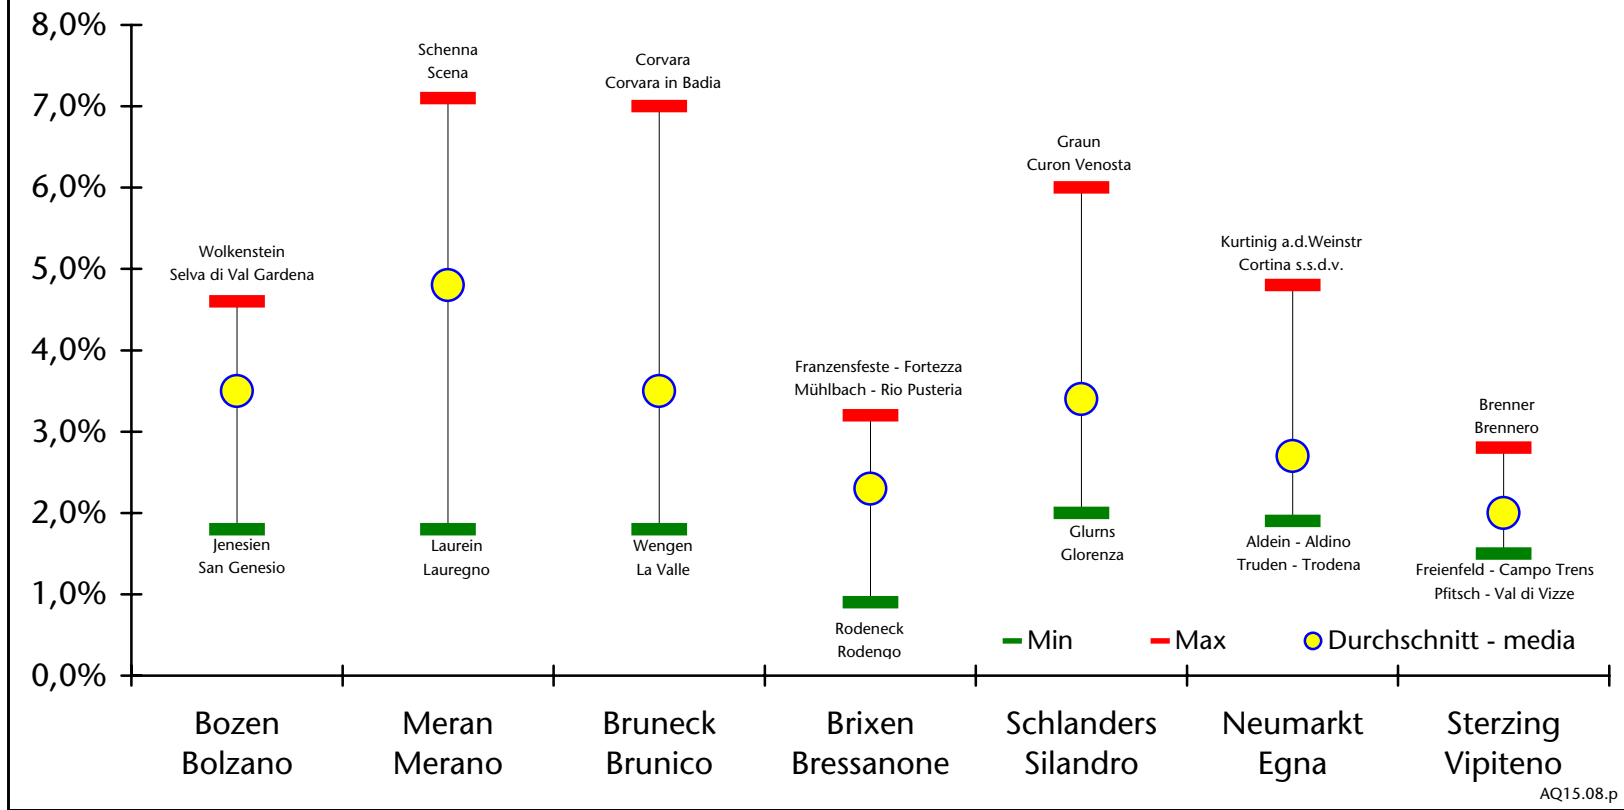 8,0%
7,0%
6,0%
5,0%
4,0%
3,0%
2,0%
1,0%
0,0%
Wolkenstein
Selva di Val Gardena
Jenesien
San Genesio
Schenna
Scena
Laurein
Lauregno
Corvara
Corvara in Badia
Wengen
La Valle
Franzensfeste - Fortezza
Mühlbach - Rio Pusteria
Rodeneck
Rodengo
Graun
Curon Venosta
Glurns
Glorenza
Kurtinig a.d.Weinstr
Cortina s.s.d.v.
Aldein - Aldino
Truden - Trodena
Brenner
Brennero
Freienfeld - Campo Trens
Pfitsch - Val di Vizze
Min
Max
Durchschnitt - media
Bozen
Bolzano
Meran
Merano
Bruneck
Brunico
Brixen
Bressanone
Schlanders
Silandro
Neumarkt
Egna
Sterzing
Vipiteno
AQ15.08.p